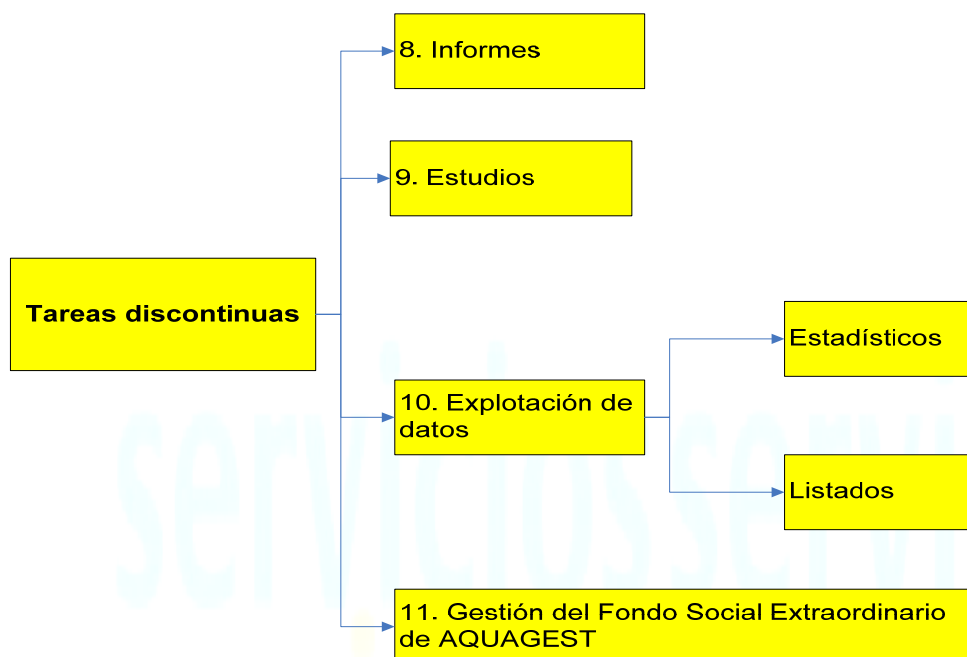 8. Informes
9. Estudios
Tareas discontinuas
Estadísticos
10. Explotación de
datos
Listados
11. Gestión del Fondo Social Extraordinario
de AQUAGEST
serviciosservi